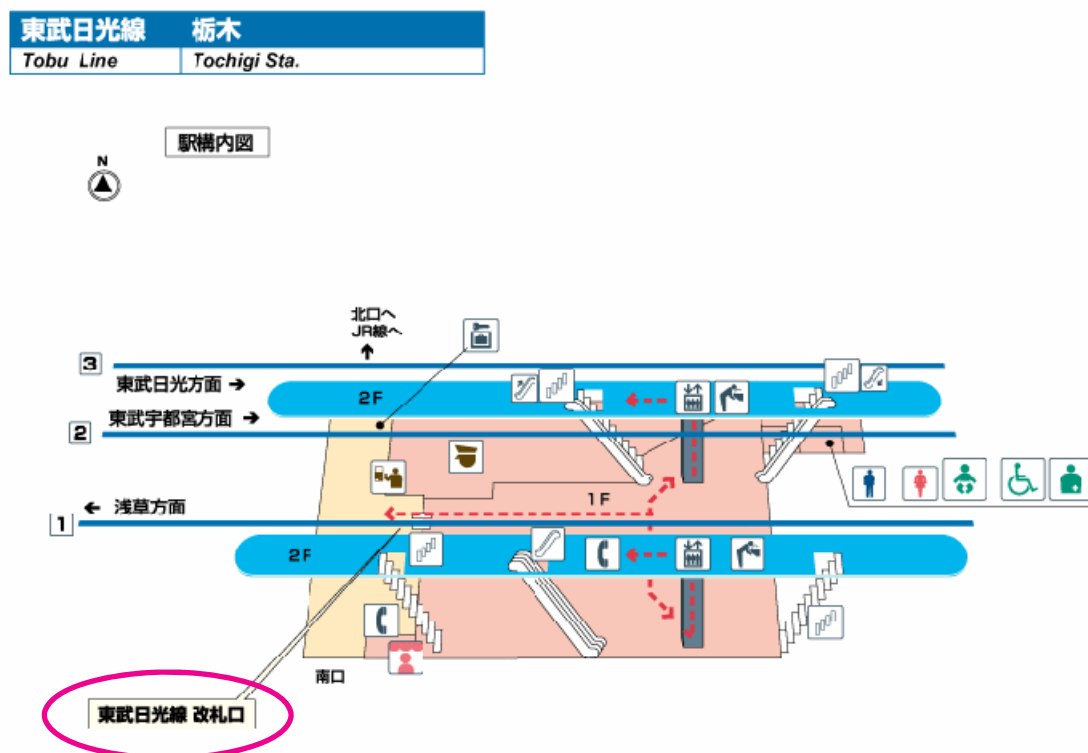 東武日光線 栃木
Tobu Line Tochigi Sta.
駅構内図
N
北口へ
JR線へ
↑
3
東武日光方面 →
2F
東武宇都宮方面 →
2
1F
← 浅草方面
1
2F
南口
東武日光線 改札口